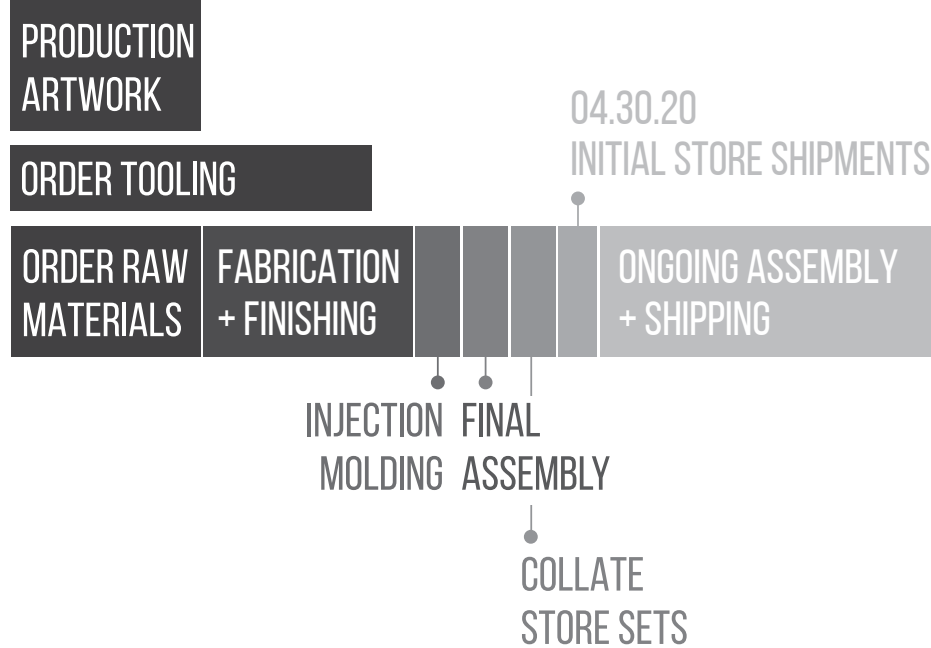 PRODUCTION
ARTWORK
04.30.20
INITIAL STORE SHIPMENTS
ORDER TOOLING
ORDER RAW
MATERIALS
FABRICATION
+ FINISHING
ONGOING ASSEMBLY
+ SHIPPING
INJECTION
MOLDING
FINAL
ASSEMBLY
COLLATE
STORE SETS